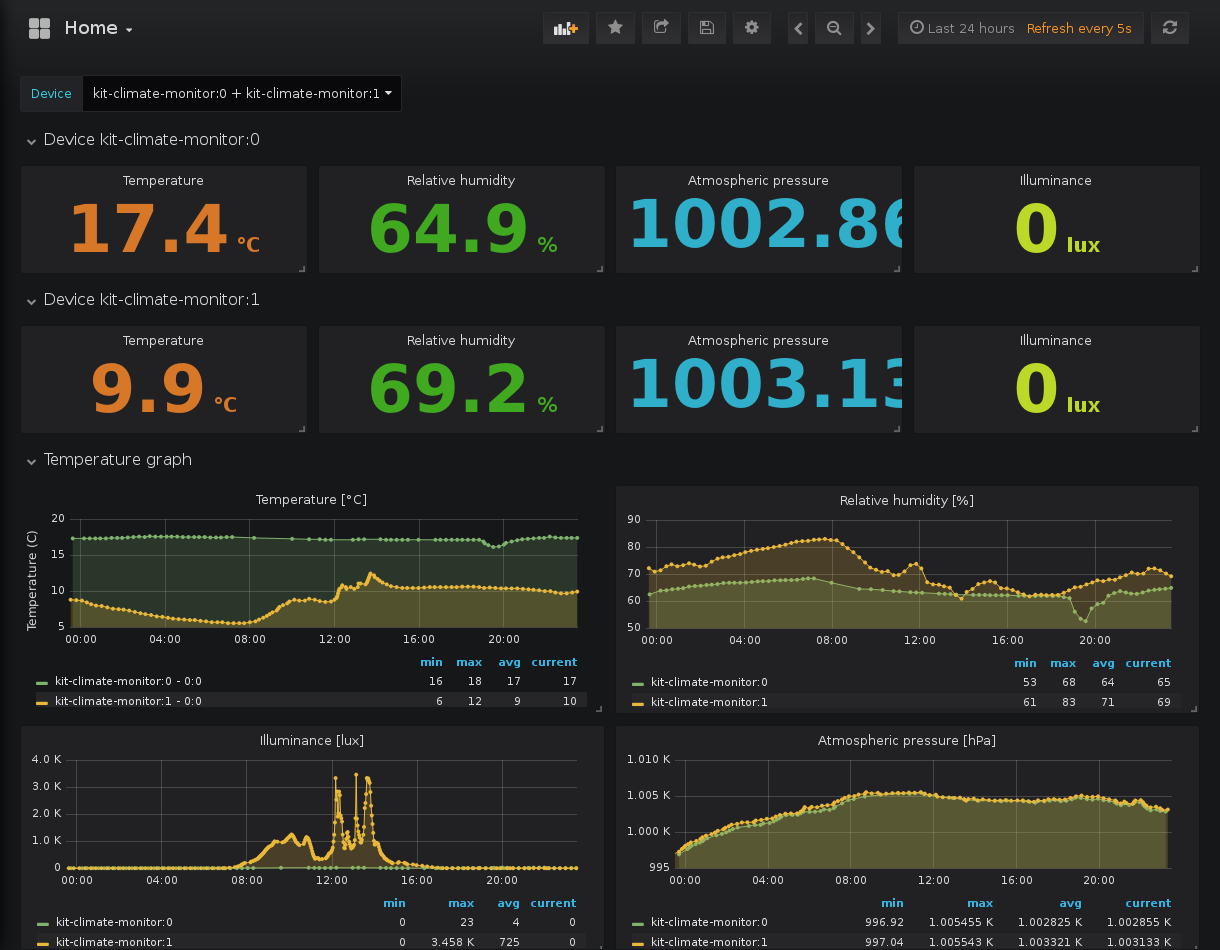 Home
Last 24 hours Refresh every 5s
Device kit-climate-monitor:0 + kit-climate-monitor:1
Device kit-climate-monitor:0
Temperature Relative humidity Atmospheric pressure Illuminance
17.4 °C 64.9 % 1002.86 0 lux
Device kit-climate-monitor:1
Temperature Relative humidity Atmospheric pressure Illuminance
9.9 °C 69.2 % 1003.13 0 lux
Temperature graph
Temperature [°C]
Temperature (C)
20
15
10
5
00:00 04:00 08:00 12:00 16:00 20:00
min max avg current
kit-climate-monitor:0 - 0:0 16 18 17 17
kit-climate-monitor:1 - 0:0 6 12 9 10
Relative humidity [%]
90
80
70
60
50
00:00 04:00 08:00 12:00 16:00 20:00
min max avg current
kit-climate-monitor:0 53 68 64 65
kit-climate-monitor:1 61 83 71 69
Illuminance [lux]
4.0 K
3.0 K
2.0 K
1.0 K
0
00:00 04:00 08:00 12:00 16:00 20:00
min max avg current
kit-climate-monitor:0 0 23 4 0
kit-climate-monitor:1 0 3.458 K 725 0
Atmospheric pressure [hPa]
1.010 K
1.005 K
1.000 K
995
00:00 04:00 08:00 12:00 16:00 20:00
min max avg current
kit-climate-monitor:0 996.92 1.005455 K 1.002825 K 1.002855 K
kit-climate-monitor:1 997.04 1.005543 K 1.003321 K 1.003133 K